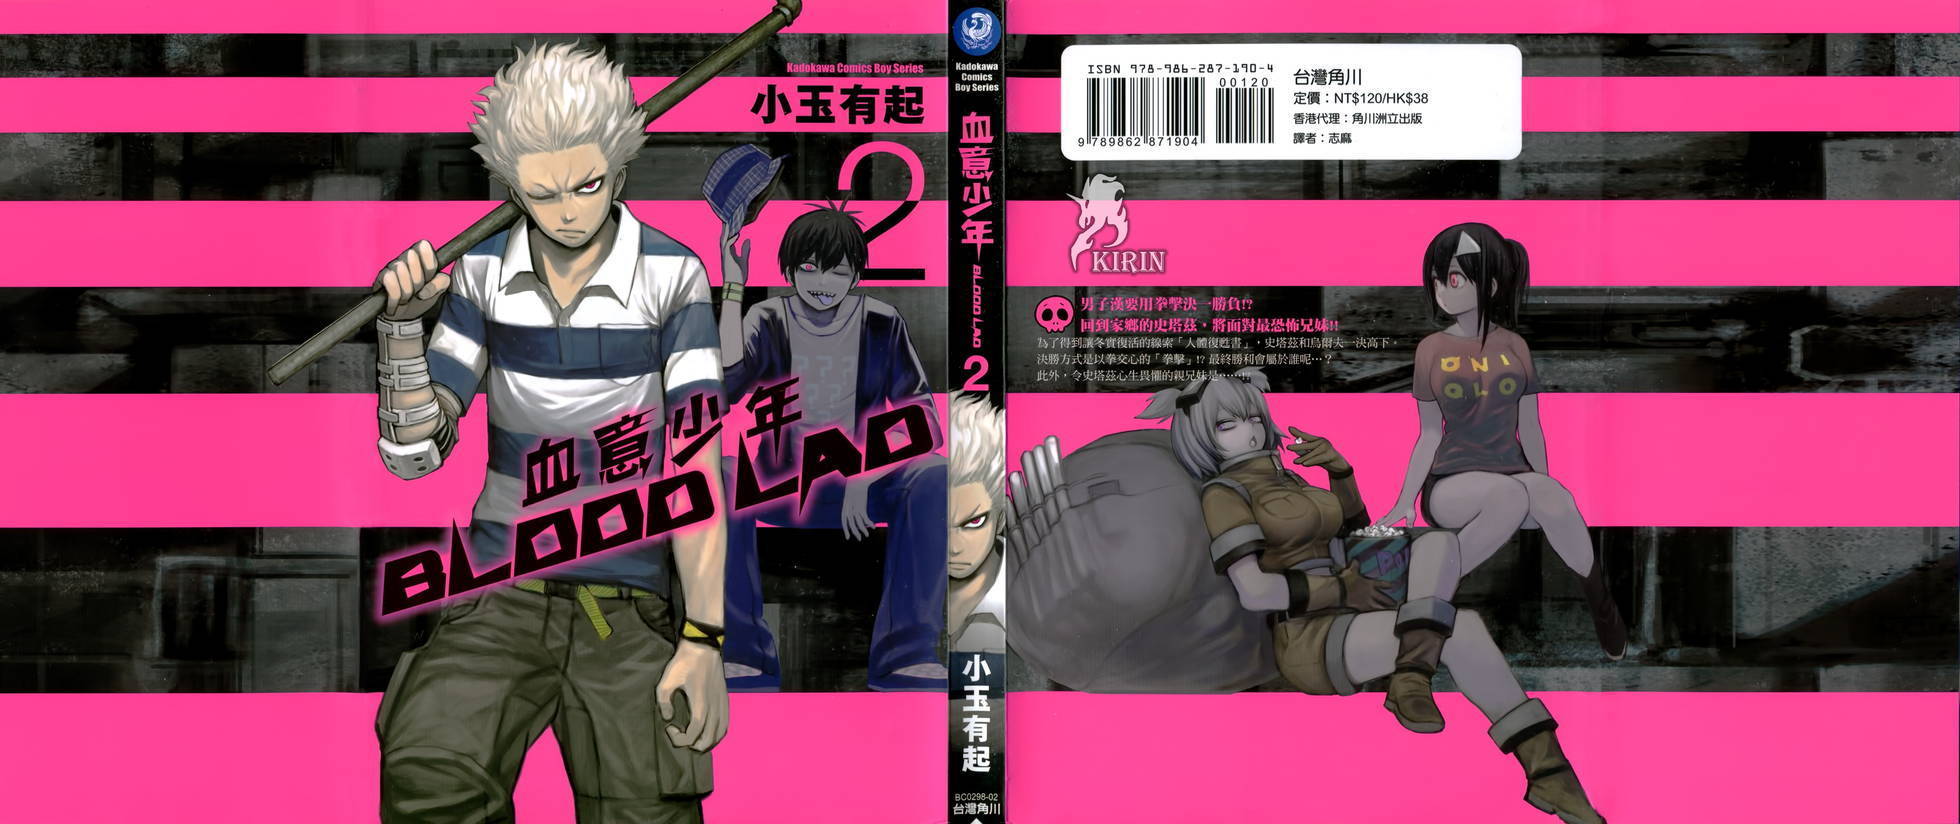 Kadokawa Comics Boy Series
小玉有起
2
血意少年
BLOOD LAD
Kadokawa
Comics
Boy Series
血意少年
BLOOD LAD
2
小玉有起
BC0298-02
台灣角川
ISBN 978-986-287-190-4
00120
9 789862 871904
台灣角川
定價：NT$120/HK$38
香港代理：角川洲立出版
譯者：志麻
KIRIN
男子漢要用拳擊決一勝負!?
回到家鄉的史塔茲，將面對最恐怖兄妹!!
為了得到讓冬實復活的線索「人體復甦書」，史塔茲和烏爾夫一決高下。
決勝方式是以拳交心的「拳擊」!? 最終勝利會屬於誰呢…？
此外，令史塔茲心生畏懼的親兄妹是……!?
ONI
QLO